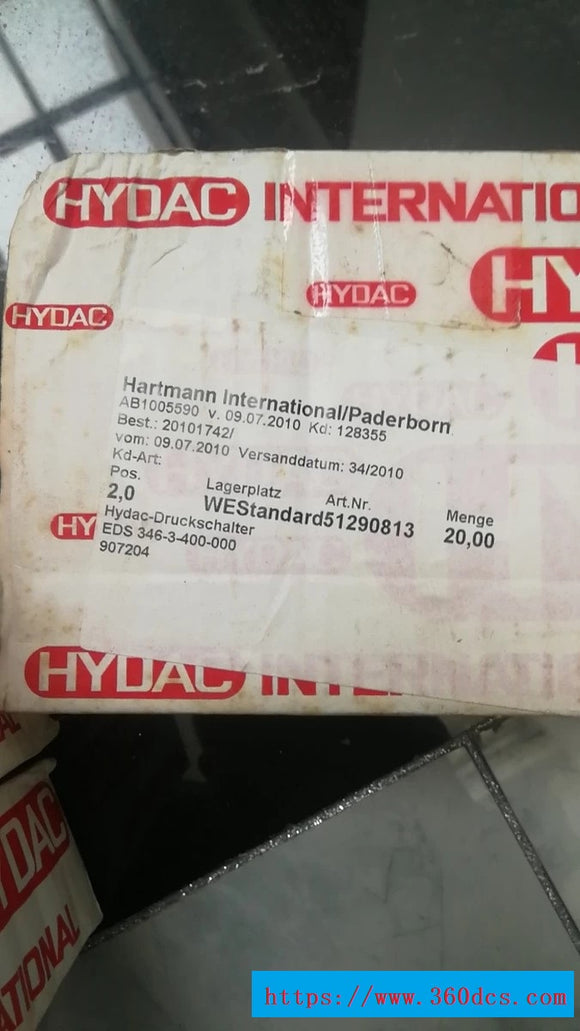 HYDAC INTERNATIO
HYDAC
HY
HYDAC
Hartmann International/Paderborn
AB1005590 v. 09.07.2010 Kd: 128355
Best.: 20101742/
vom: 09.07.2010 Versanddatum: 34/2010
Kd-Art:
Pos. Lagerplatz Art.Nr. Menge
2,0 WEStandard51290813 20,00
Hydac-Druckschalter
EDS 346-3-400-000
907204
HY
HYDAC INTE
DAC
NATIONAL
https://www.360dcs.com